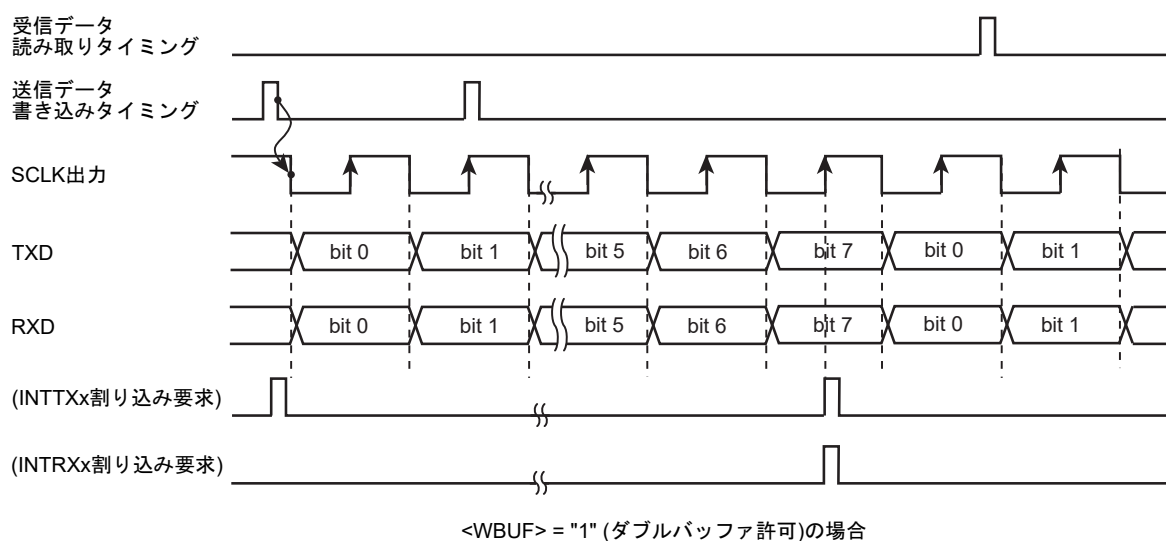 受信データ
読み取りタイミング
送信データ
書き込みタイミング
SCLK出力
TXD
bit 0 bit 1 bit 5 bit 6 bit 7 bit 0 bit 1
RXD
bit 0 bit 1 bit 5 bit 6 bit 7 bit 0 bit 1
(INTTXx割り込み要求)
(INTRXx割り込み要求)
<WBUF> = "1" (ダブルバッファ許可)の場合